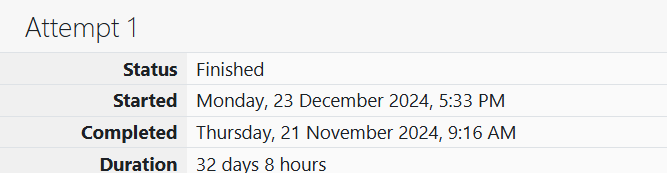 Attempt 1
Status Finished
Started Monday, 23 December 2024, 5:33 PM
Completed Thursday, 21 November 2024, 9:16 AM
Duration 32 days 8 hours